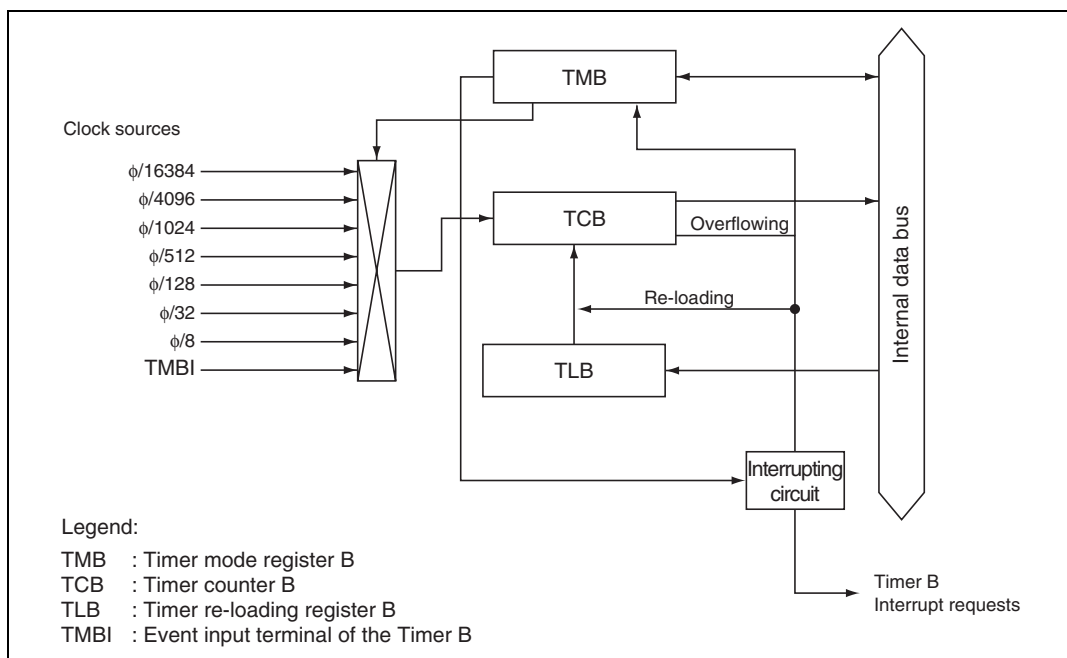 TMB
Clock sources
ϕ/16384
ϕ/4096
ϕ/1024
ϕ/512
ϕ/128
ϕ/32
ϕ/8
TMBI
TCB
Overflowing
Re-loading
TLB
Internal data bus
Interrupting
circuit
Timer B
Interrupt requests
Legend:
TMB : Timer mode register B
TCB : Timer counter B
TLB : Timer re-loading register B
TMBI : Event input terminal of the Timer B